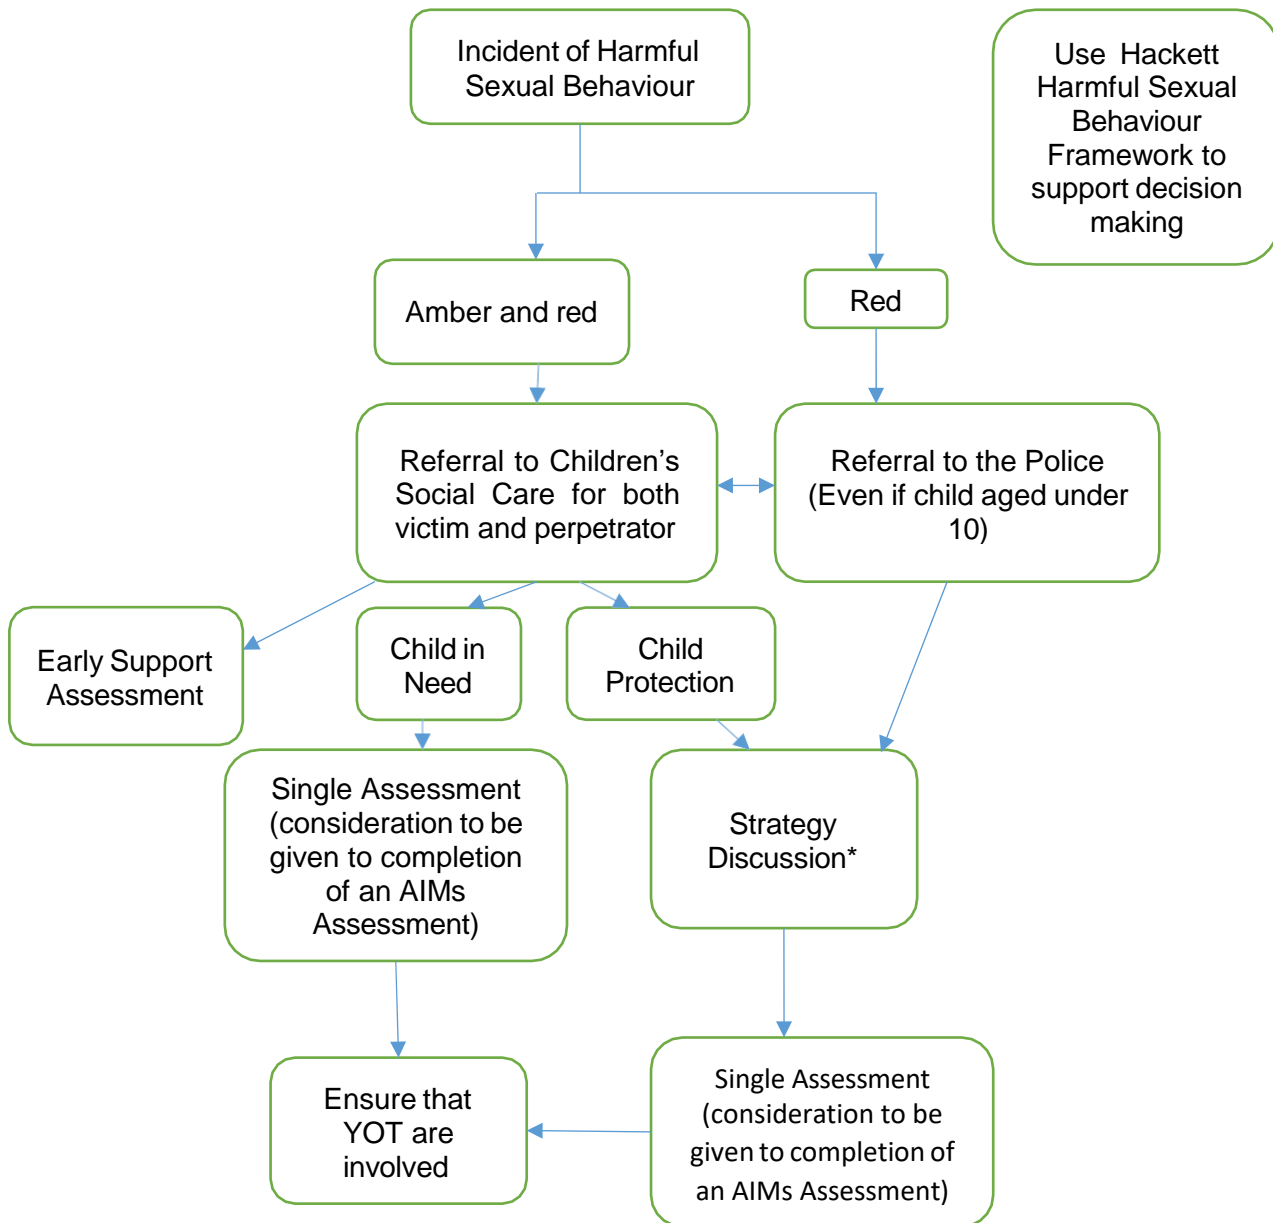 Incident of Harmful
Sexual Behaviour
Use Hackett
Harmful Sexual
Behaviour
Framework to
support decision
making
Amber and red
Red
Referral to Children’s
Social Care for both
victim and perpetrator
Referral to the Police
(Even if child aged under
10)
Early Support
Assessment
Child in
Need
Child
Protection
Single Assessment
(consideration to be
given to completion
of an AIMs
Assessment)
Strategy
Discussion*
Ensure that
YOT are
involved
Single Assessment
(consideration to be
given to completion of
an AIMs Assessment)